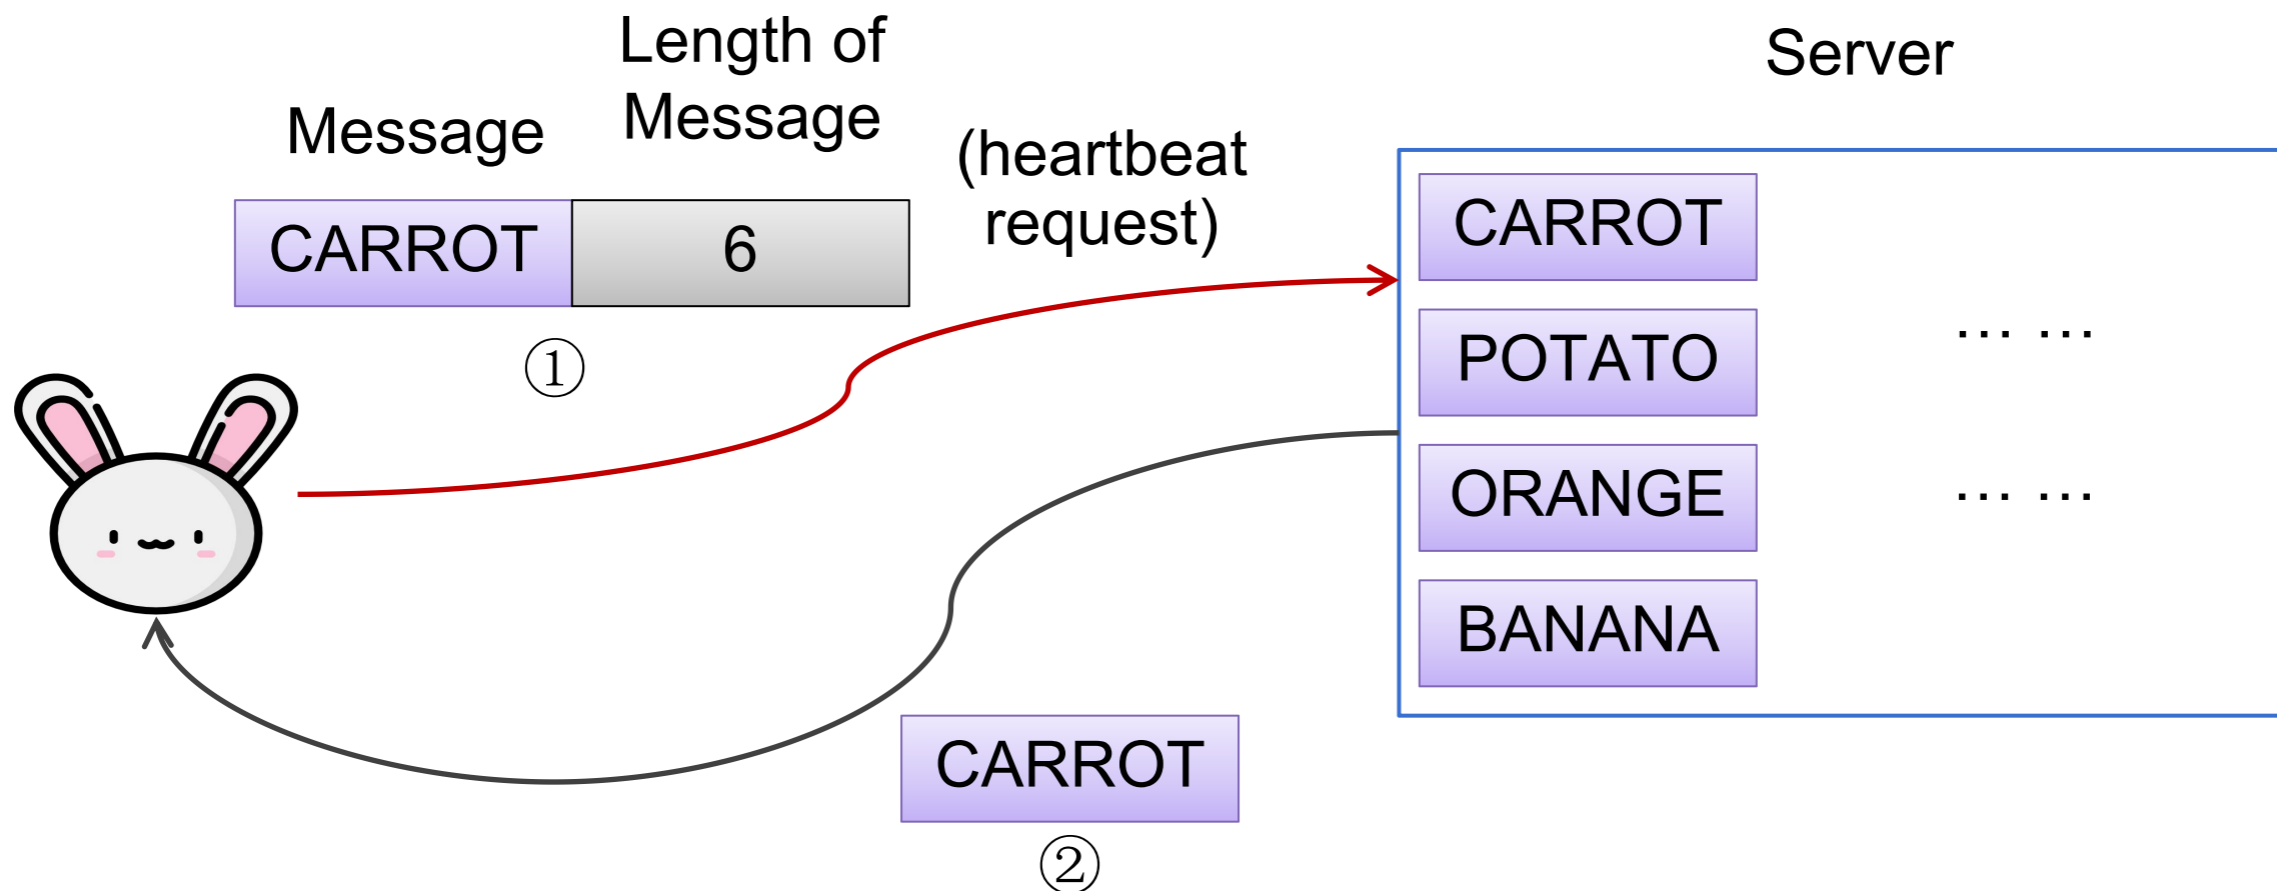 Length of
Message
Message
CARROT
6
①
(heartbeat
request)
Server
CARROT
POTATO
… …
ORANGE
… …
BANANA
CARROT
②